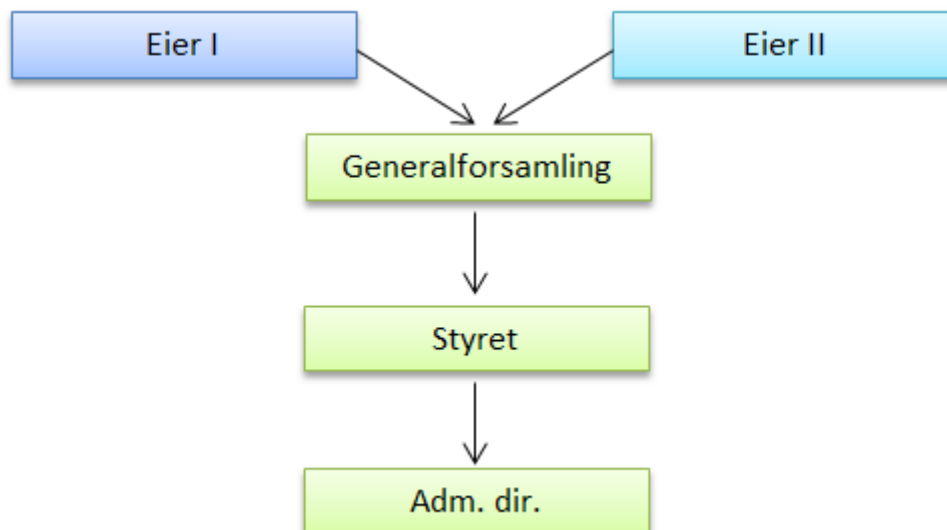 Eier I
Eier II
Generalforsamling
Styret
Adm. dir.